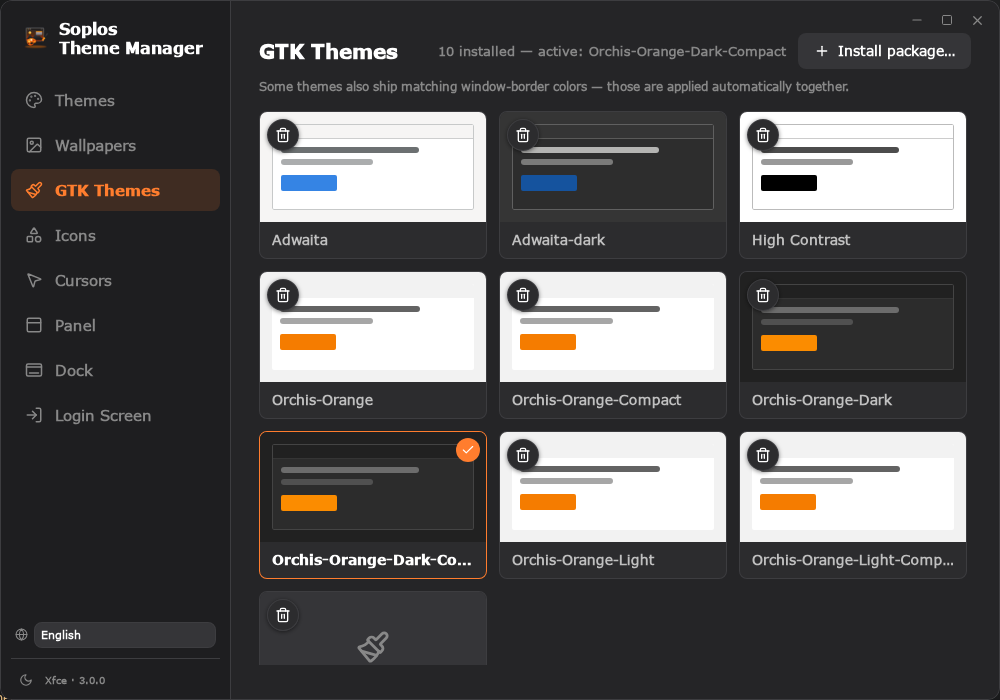 Soplos
Theme Manager
Themes
Wallpapers
GTK Themes
Icons
Cursors
Panel
Dock
Login Screen
English
Xfce · 3.0.0
GTK Themes
10 installed — active: Orchis-Orange-Dark-Compact
Install package...
Some themes also ship matching window-border colors — those are applied automatically together.
Adwaita
Adwaita-dark
High Contrast
Orchis-Orange
Orchis-Orange-Compact
Orchis-Orange-Dark
Orchis-Orange-Dark-Co...
Orchis-Orange-Light
Orchis-Orange-Light-Comp...